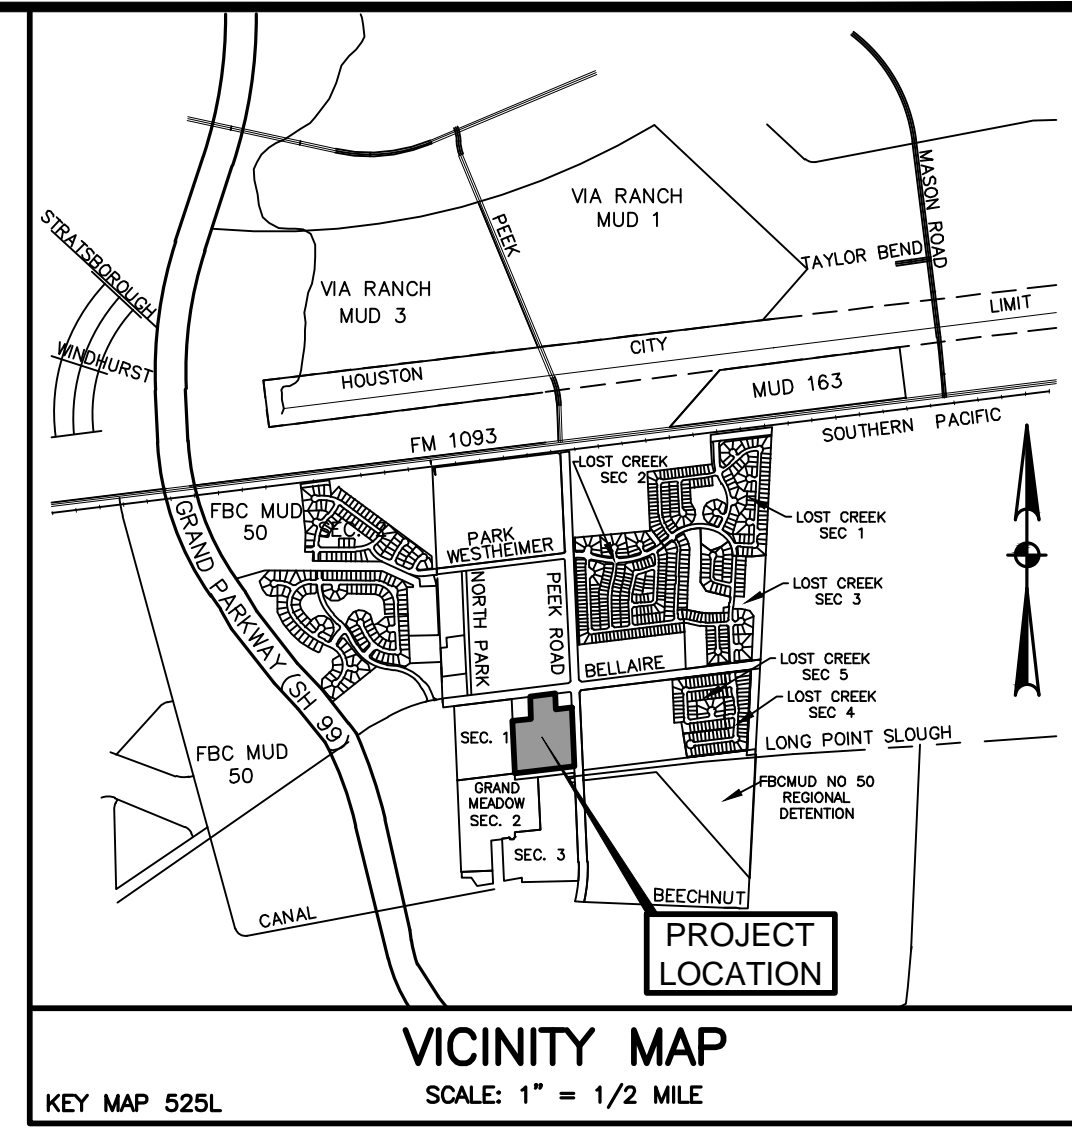 VIA RANCH
MUD 1
MASON ROAD
PEEK
STRATSBOROUGH
TAYLOR BEND
VIA RANCH
MUD 3
LIMIT
CITY
WINDHURST
HOUSTON
MUD 163
FM 1093
SOUTHERN PACIFIC
LOST CREEK
SEC 2
FBC MUD
50
GRAND PARKWAY (SH 99)
PARK
WESTHEIMER
LOST CREEK
SEC 1
NORTH PARK
PEEK ROAD
LOST CREEK
SEC 3
BELLAIRE
LOST CREEK
SEC 5
LOST CREEK
SEC 4
SEC. 1
LONG POINT SLOUGH
FBC MUD
50
GRAND
MEADOW
SEC. 2
FBCMUD NO 50
REGIONAL
DETENTION
SEC. 3
BEECHNUT
CANAL
PROJECT
LOCATION
VICINITY MAP
SCALE: 1" = 1/2 MILE
KEY MAP 525L